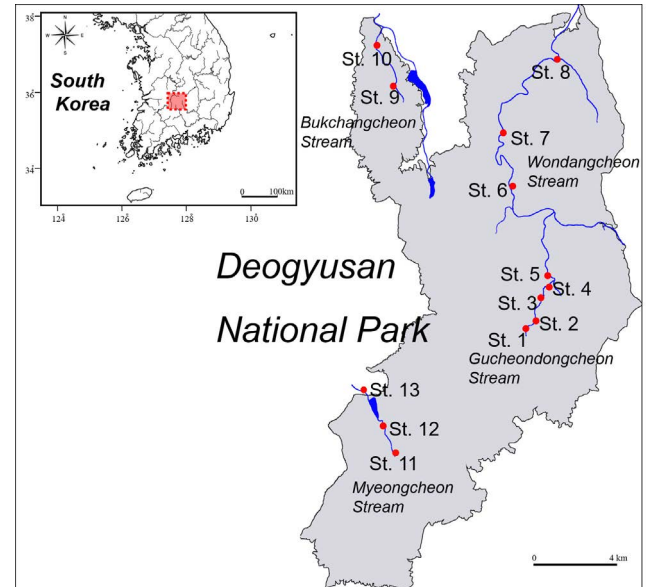 38
36
34
124
126
128
130
N
W
E
S
South
Korea
0
100km
St. 10
St. 9
Bukchangcheon
Stream
St. 8
St. 7
Wondangcheon
Stream
St. 6
Deogyusan
National Park
St. 5
St. 4
St. 3
St. 2
St. 1
Gucheondongcheon
Stream
St. 13
St. 12
St. 11
Myeongcheon
Stream
0
4 km